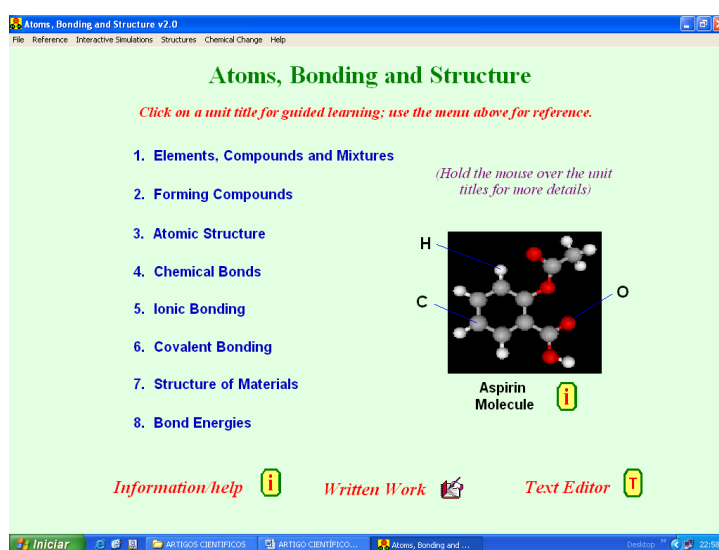 Atoms, Bonding and Structure v2.0
File Reference Interactive Simulations Structures Chemical Change Help
Atoms, Bonding and Structure
Click on a unit title for guided learning; use the menu above for reference.
1. Elements, Compounds and Mixtures
(Hold the mouse over the unit
titles for more details)
2. Forming Compounds
3. Atomic Structure
4. Chemical Bonds
5. Ionic Bonding
6. Covalent Bonding
7. Structure of Materials
8. Bond Energies
H
C
O
Aspirin
Molecule
i
Information/help i
Written Work
Text Editor T
Iniciar
ARTIGOS CIENTIFICOS
ARTIGO CIENTÍFICO...
Atoms, Bonding and ...
Desktop
22:58